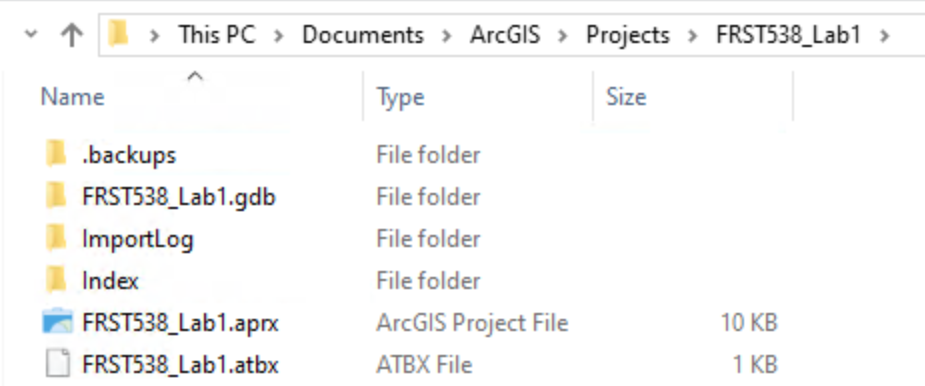 This PC > Documents > ArcGIS > Projects > FRST538_Lab1 >
Name Type Size
.backups File folder
FRST538_Lab1.gdb File folder
ImportLog File folder
Index File folder
FRST538_Lab1.aprx ArcGIS Project File 10 KB
FRST538_Lab1.atbx ATBX File 1 KB